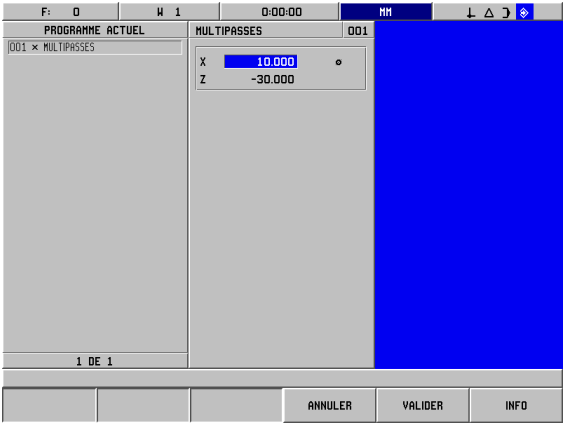 F: 0 W 1 0:00:00 MM
PROGRAMME ACTUEL
001 × MULTIPASSES
1 DE 1
MULTIPASSES 001
X 10.000 ø
Z -30.000
ANNULER VALIDER INFO